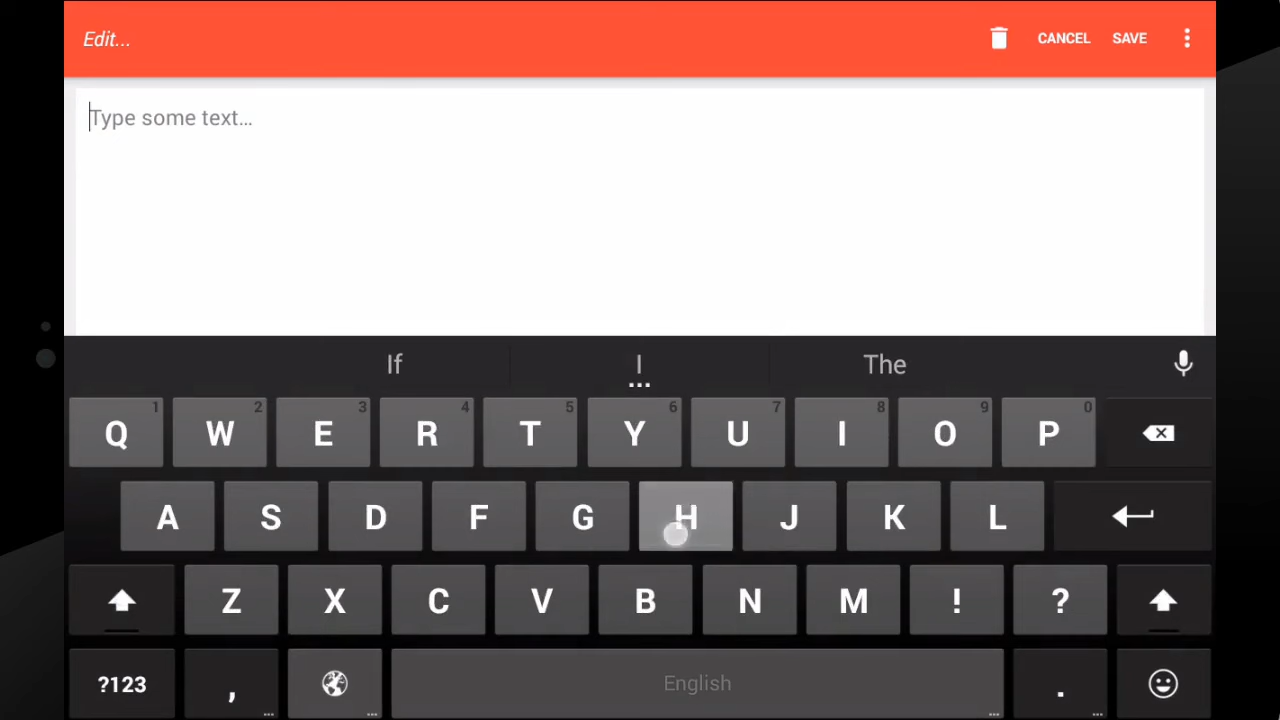 Edit...
CANCEL SAVE
Type some text...
If I The
Q 1 W 2 E 3 R 4 T 5 Y 6 U 7 I 8 O 9 P 0
A S D F G H J K L
Z X C V B N M ! ?
?123 , English .